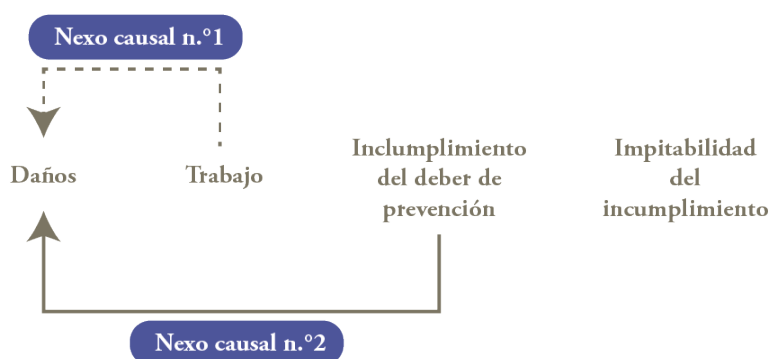 Nexo causal n.°1
Daños
Trabajo
Inclumplimiento
del deber de
prevención
Impitabilidad
del
incumplimiento
Nexo causal n.°2